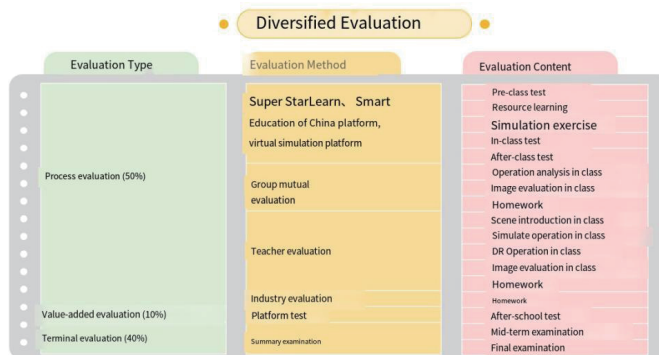 Diversified Evaluation
Evaluation Type
Evaluation Method
Evaluation Content
Process evaluation (50%)
Value-added evaluation (10%)
Terminal evaluation (40%)
Super StarLearn、 Smart
Education of China platform,
virtual simulation platform
Group mutual
evaluation
Teacher evaluation
Industry evaluation
Platform test
Summary examination
Pre-class test
Resource learning
Simulation exercise
In-class test
After-class test
Operation analysis in class
Image evaluation in class
Homework
Scene introduction in class
Simulate operation in class
DR Operation in class
Image evaluation in class
Homework
Homework
After-school test
Mid-term examination
Final examination